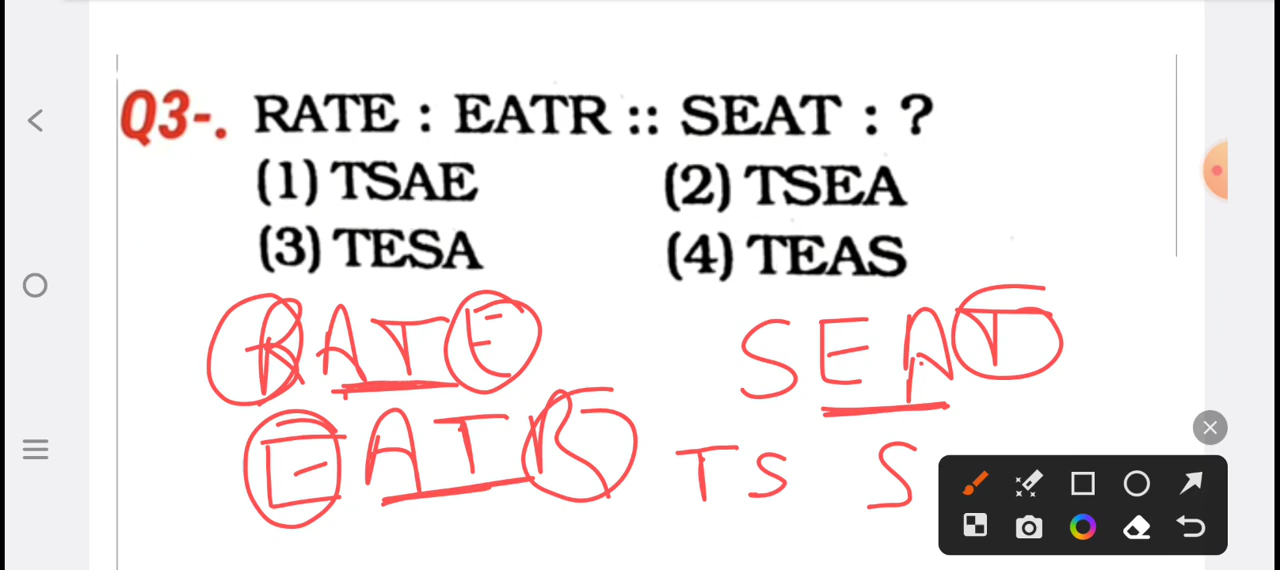 Q3-. RATE : EATR :: SEAT : ?
(1) TSAE (2) TSEA
(3) TESA (4) TEAS
RATE SEAT
EATR TS S